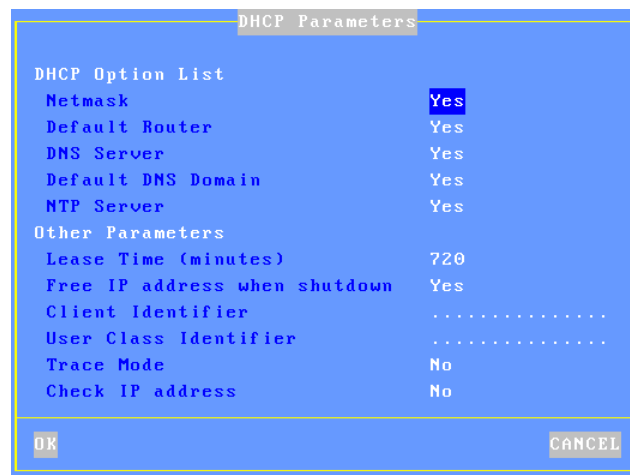 DHCP Parameters
DHCP Option List
Netmask Yes
Default Router Yes
DNS Server Yes
Default DNS Domain Yes
NTP Server Yes
Other Parameters
Lease Time (minutes) 720
Free IP address when shutdown Yes
Client Identifier ...............
User Class Identifier ...............
Trace Mode No
Check IP address No
OK CANCEL